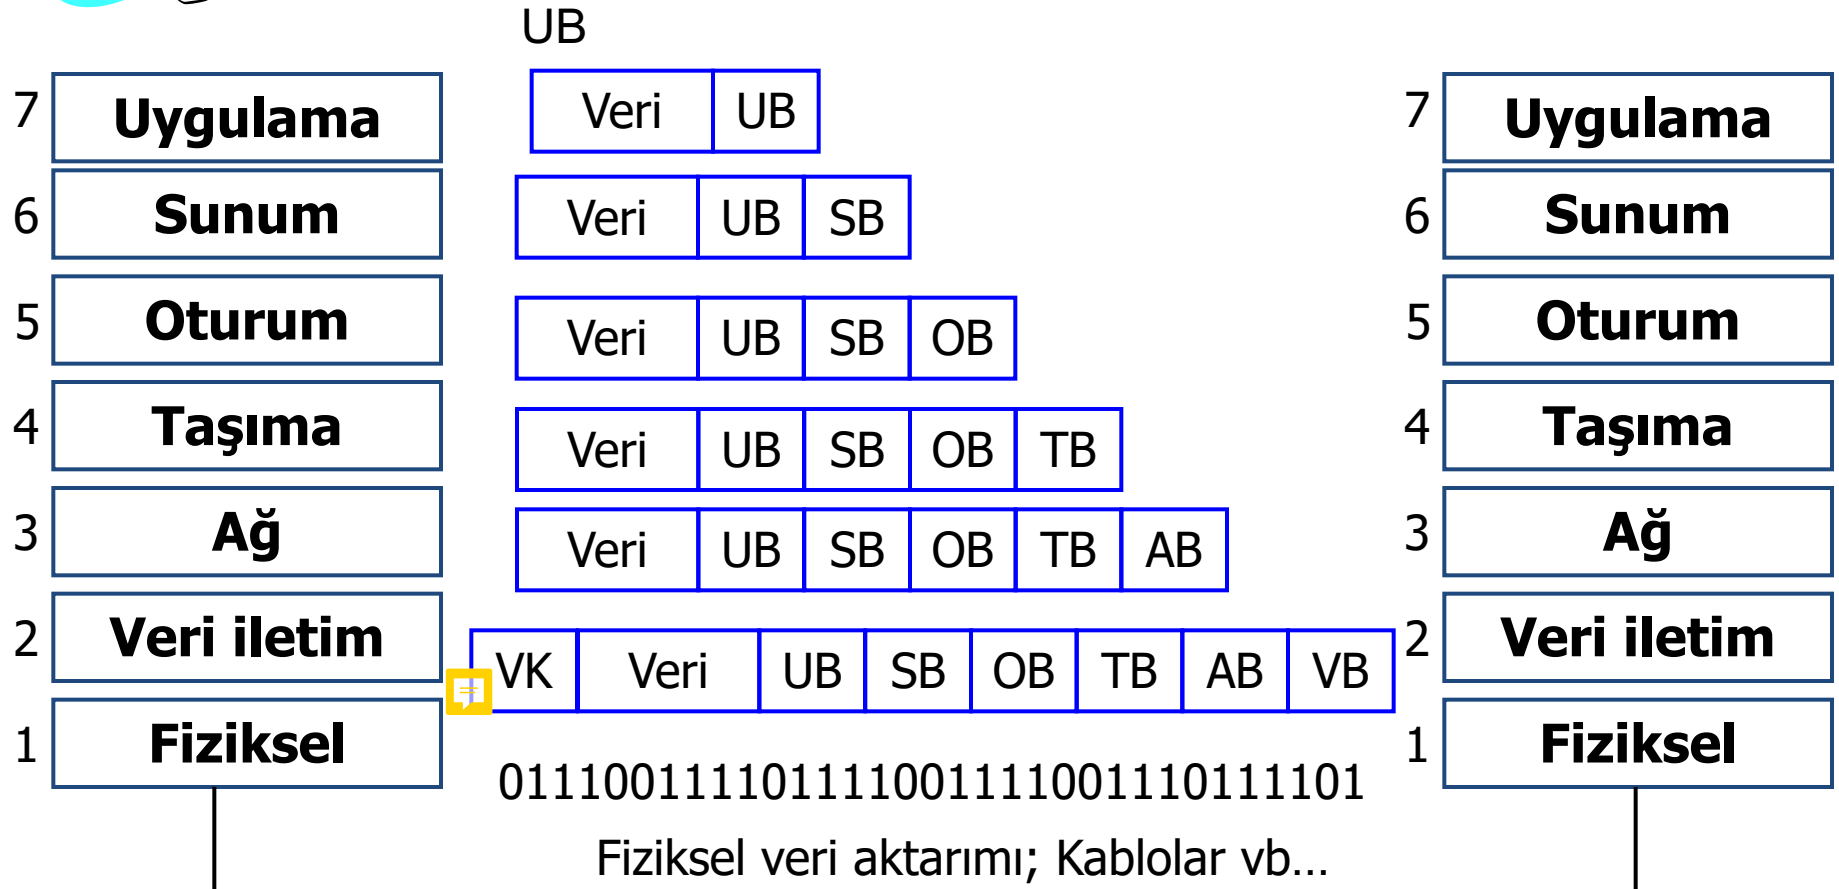 UB
7 Uygulama Veri UB 7 Uygulama
6 Sunum Veri UB SB 6 Sunum
5 Oturum Veri UB SB OB 5 Oturum
4 Taşıma Veri UB SB OB TB 4 Taşıma
3 Ağ Veri UB SB OB TB AB 3 Ağ
2 Veri iletim VK Veri UB SB OB TB AB VB 2 Veri iletim
1 Fiziksel 1 Fiziksel
011100111101111001111001110111101
Fiziksel veri aktarımı; Kablolar vb...